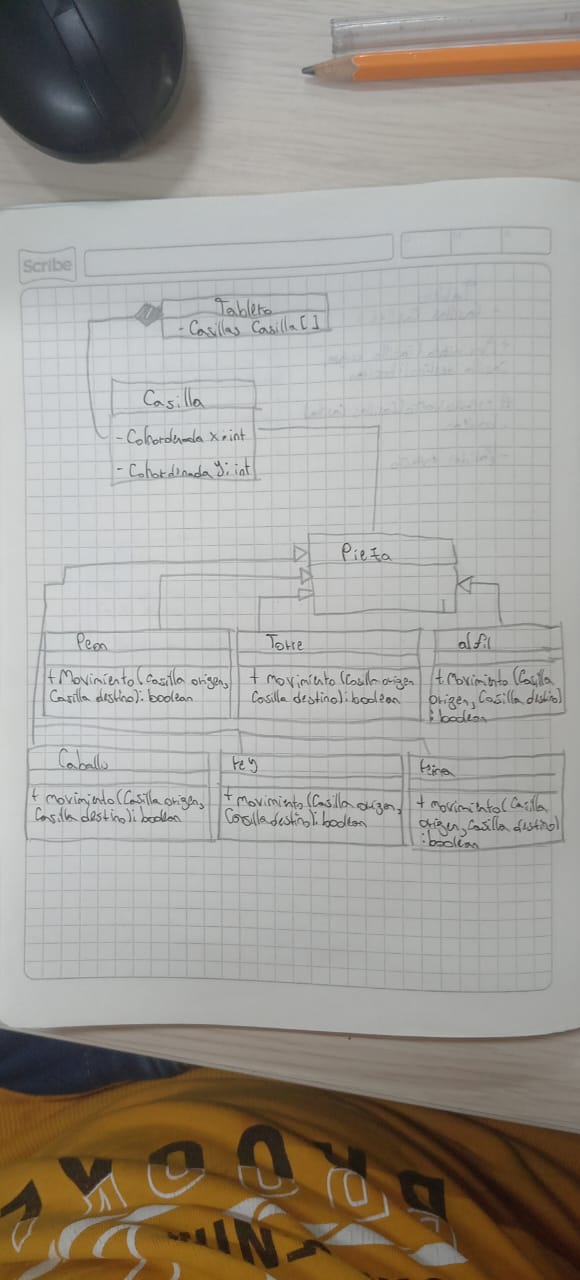 Scribe
Tablero
- Casillas Casilla[]
Casilla
- Cohordenada x: int
- Cohordinada y: int
Pieza
Peon
+ Movimiento (Casilla origen,
Casilla destino): boolean
Torre
+ movimiento (Casilla origen
Casilla destino): boolean
alfil
+ Movimiento (Casilla
origen, Casilla destino)
: boolean
Caballo
+ movimiento (Casilla origen,
Casilla destino): boolean
rey
+ movimiento (Casilla origen,
Casilla destino): boolean
reina
+ movimiento (Casilla
origen, Casilla destino)
: boolean